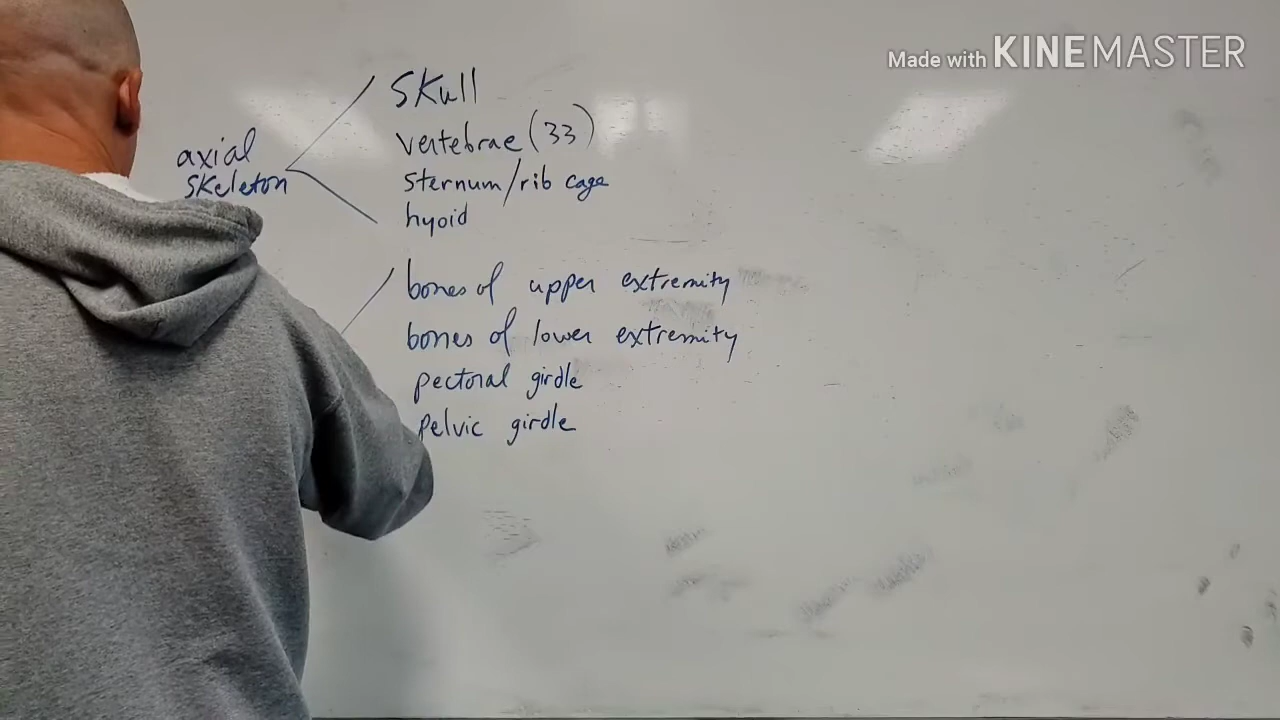 Made with KINEMASTER
skull
vertebrae (33)
axial
skeleton
sternum/rib cage
hyoid
bones of upper extremity
bones of lower extremity
pectoral girdle
pelvic girdle